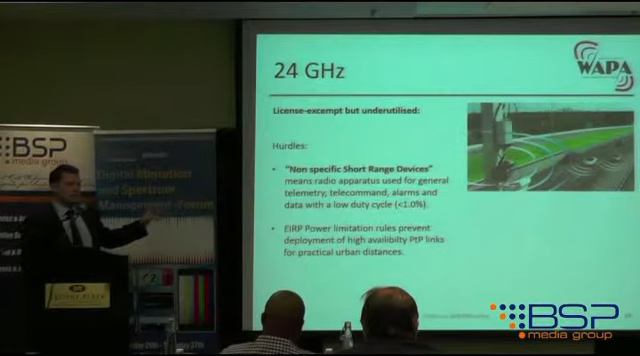 24 GHz
WAPA
License-exempt but underutilised:
Hurdles:
• "Non specific Short Range Devices"
means radio apparatus used for general
telemetry, telecommand, alarms and
data with a low duty cycle (<1.0%).
• EIRP Power limitation rules prevent
deployment of high availibilty PtP links
for practical urban distances.
BSP
media group
Digital Migration
and Spectrum
Management Forum
BSP
media group